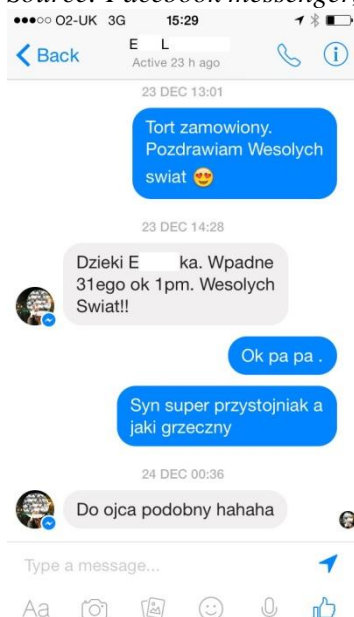 Source: Facebook messenger,
O2-UK 3G 15:29
Back
E L
Active 23 h ago
23 DEC 13:01
Tort zamowiony.
Pozdrawiam Wesolych
swiat 😍
23 DEC 14:28
Dzieki E ka. Wpadne
31ego ok 1pm. Wesolych
Swiat!!
Ok pa pa .
Syn super przystojniak a
jaki grzeczny
24 DEC 00:36
Do ojca podobny hahaha
Type a message...
Aa